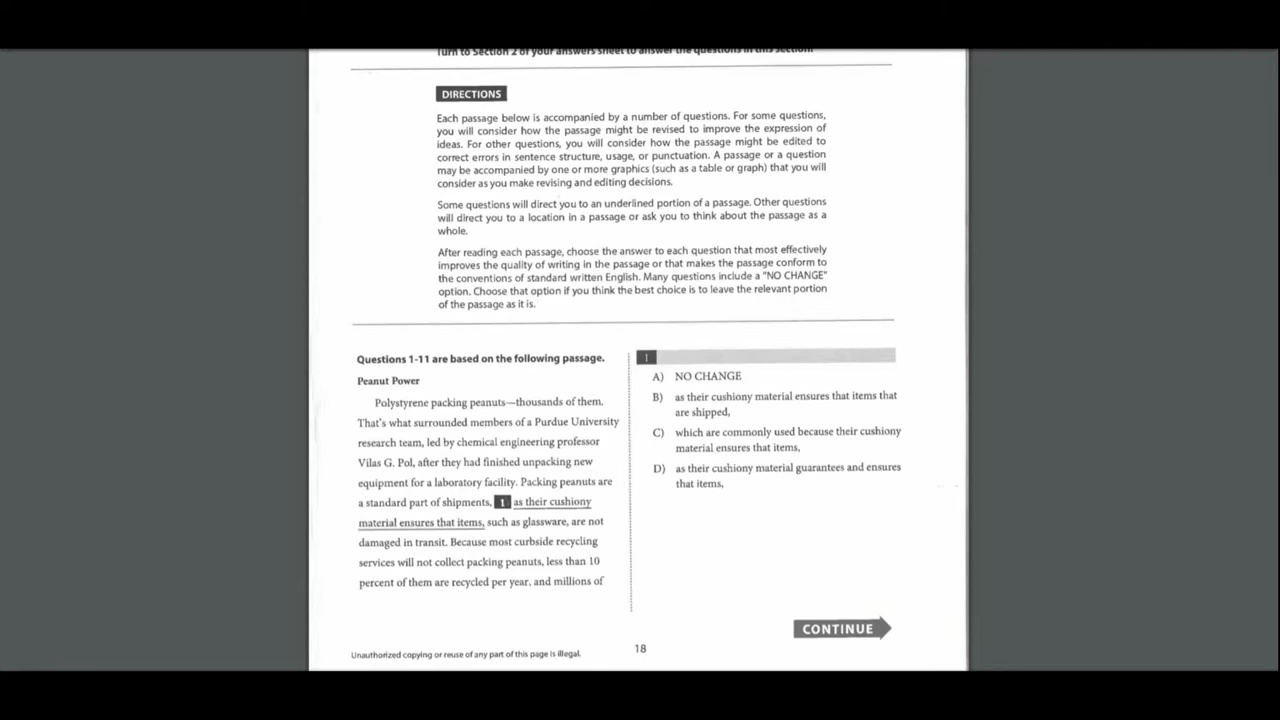 Turn to Section 2 of your answers sheet to answer the questions in this section.
DIRECTIONS
Each passage below is accompanied by a number of questions. For some questions,
you will consider how the passage might be revised to improve the expression of
ideas. For other questions, you will consider how the passage might be edited to
correct errors in sentence structure, usage, or punctuation. A passage or a question
may be accompanied by one or more graphics (such as a table or graph) that you will
consider as you make revising and editing decisions.
Some questions will direct you to an underlined portion of a passage. Other questions
will direct you to a location in a passage or ask you to think about the passage as a
whole.
After reading each passage, choose the answer to each question that most effectively
improves the quality of writing in the passage or that makes the passage conform to
the conventions of standard written English. Many questions include a "NO CHANGE"
option. Choose that option if you think the best choice is to leave the relevant portion
of the passage as it is.
Questions 1-11 are based on the following passage.
Peanut Power
Polystyrene packing peanuts—thousands of them.
That's what surrounded members of a Purdue University
research team, led by chemical engineering professor
Vilas G. Pol, after they had finished unpacking new
equipment for a laboratory facility. Packing peanuts are
a standard part of shipments, 1 as their cushiony
material ensures that items, such as glassware, are not
damaged in transit. Because most curbside recycling
services will not collect packing peanuts, less than 10
percent of them are recycled per year, and millions of
1
A) NO CHANGE
B) as their cushiony material ensures that items that
are shipped,
C) which are commonly used because their cushiony
material ensures that items,
D) as their cushiony material guarantees and ensures
that items,
CONTINUE
18
Unauthorized copying or reuse of any part of this page is illegal.